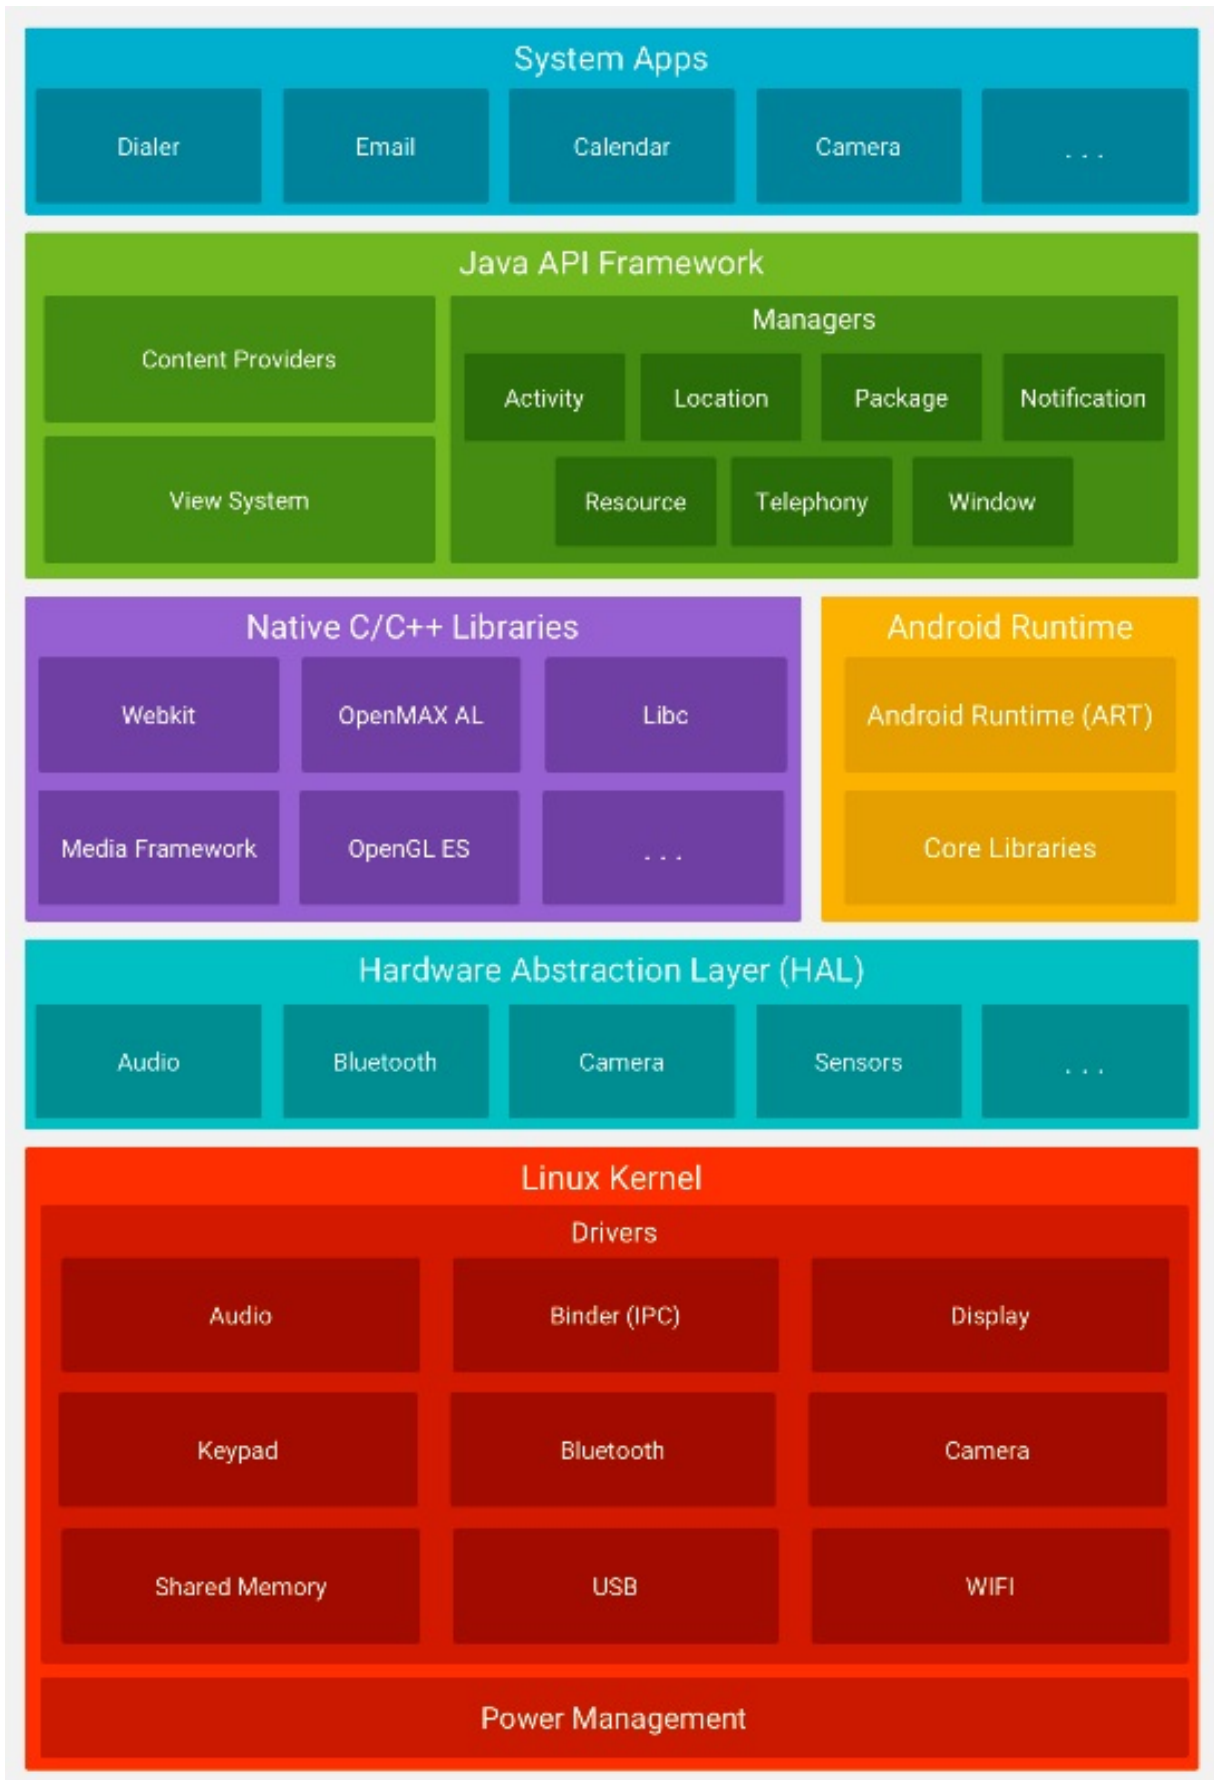 System Apps
Dialer
Email
Calendar
Camera
. . .
Java API Framework
Content Providers
View System
Managers
Activity
Location
Package
Notification
Resource
Telephony
Window
Native C/C++ Libraries
Webkit
OpenMAX AL
Libc
Media Framework
OpenGL ES
. . .
Android Runtime
Android Runtime (ART)
Core Libraries
Hardware Abstraction Layer (HAL)
Audio
Bluetooth
Camera
Sensors
. . .
Linux Kernel
Drivers
Audio
Binder (IPC)
Display
Keypad
Bluetooth
Camera
Shared Memory
USB
WIFI
Power Management